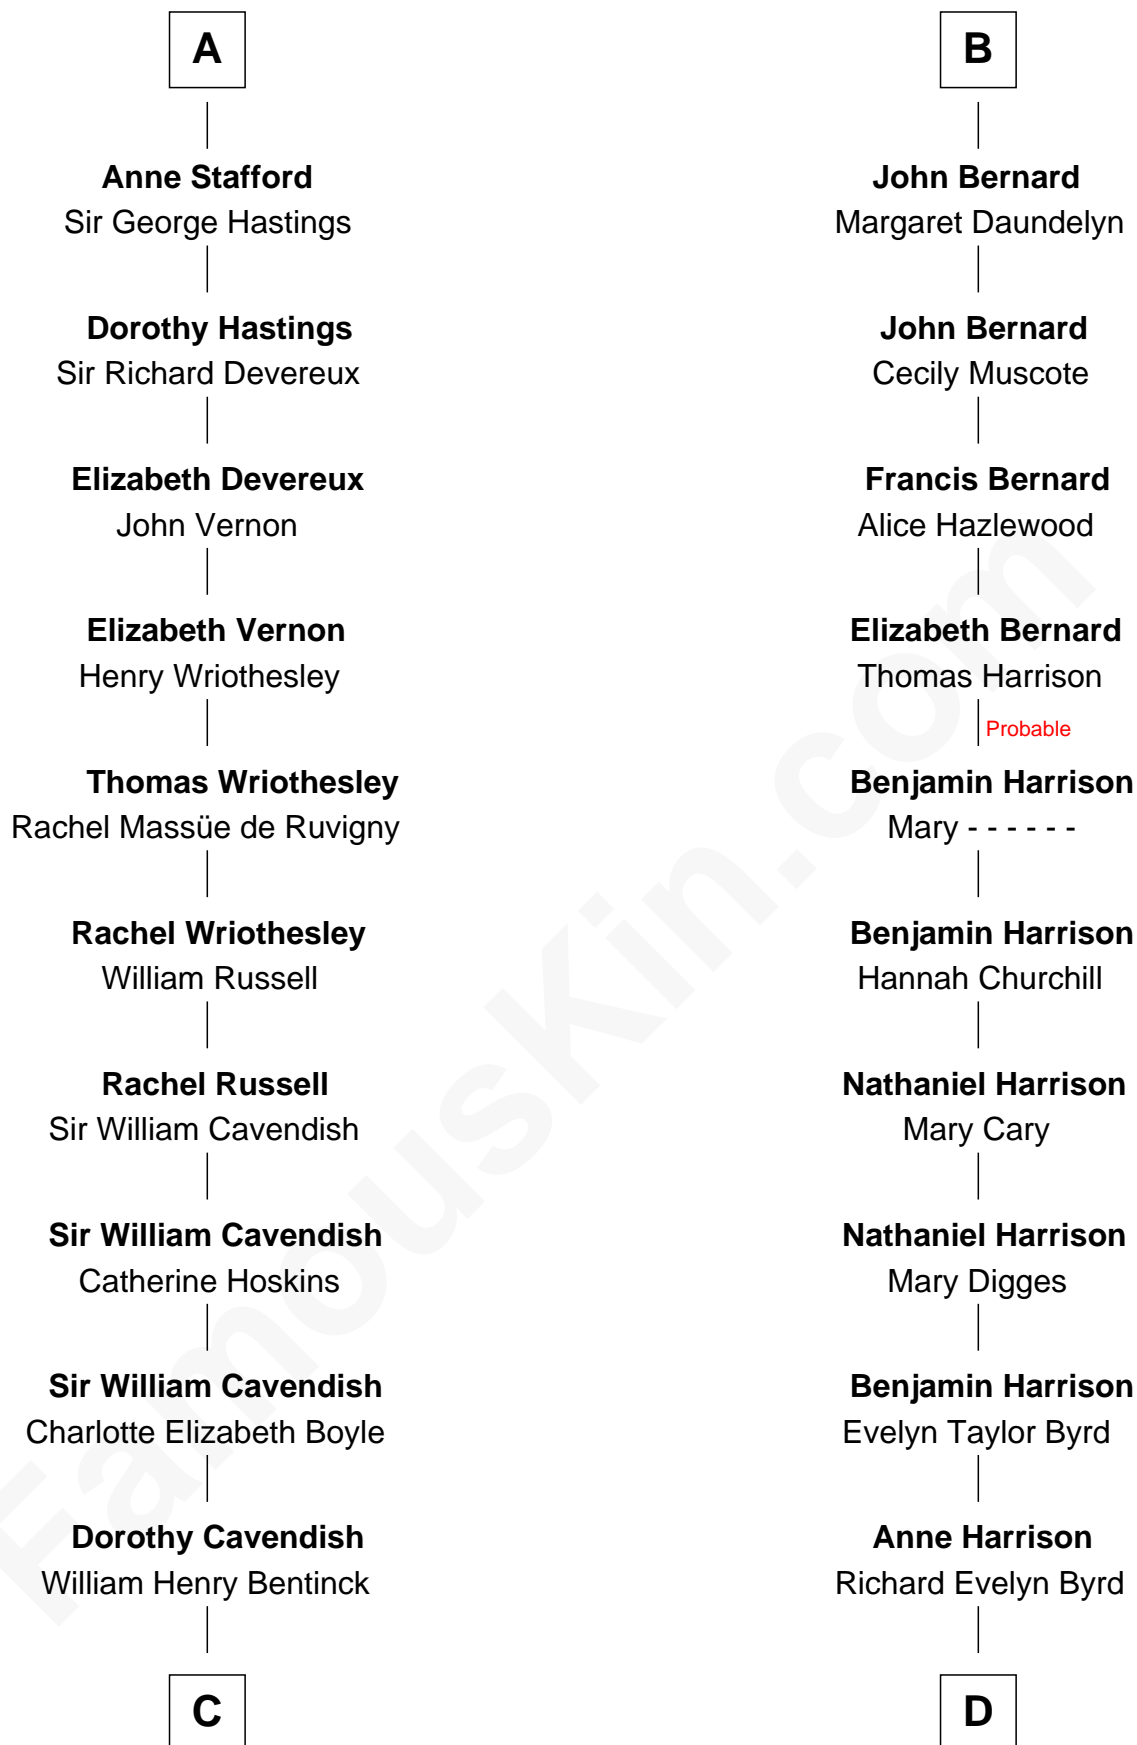 A
Anne Stafford
Sir George Hastings
Dorothy Hastings
Sir Richard Devereux
Elizabeth Devereux
John Vernon
Elizabeth Vernon
Henry Wriothesley
Thomas Wriothesley
Rachel Massüe de Ruvigny
Rachel Wriothesley
William Russell
Rachel Russell
Sir William Cavendish
Sir William Cavendish
Catherine Hoskins
Sir William Cavendish
Charlotte Elizabeth Boyle
Dorothy Cavendish
William Henry Bentinck
C
B
John Bernard
Margaret Daundelyn
John Bernard
Cecily Muscote
Francis Bernard
Alice Hazlewood
Elizabeth Bernard
Thomas Harrison
Probable
Benjamin Harrison
Mary - - - - - -
Benjamin Harrison
Hannah Churchill
Nathaniel Harrison
Mary Cary
Nathaniel Harrison
Mary Digges
Benjamin Harrison
Evelyn Taylor Byrd
Anne Harrison
Richard Evelyn Byrd
D
FamousKin.com